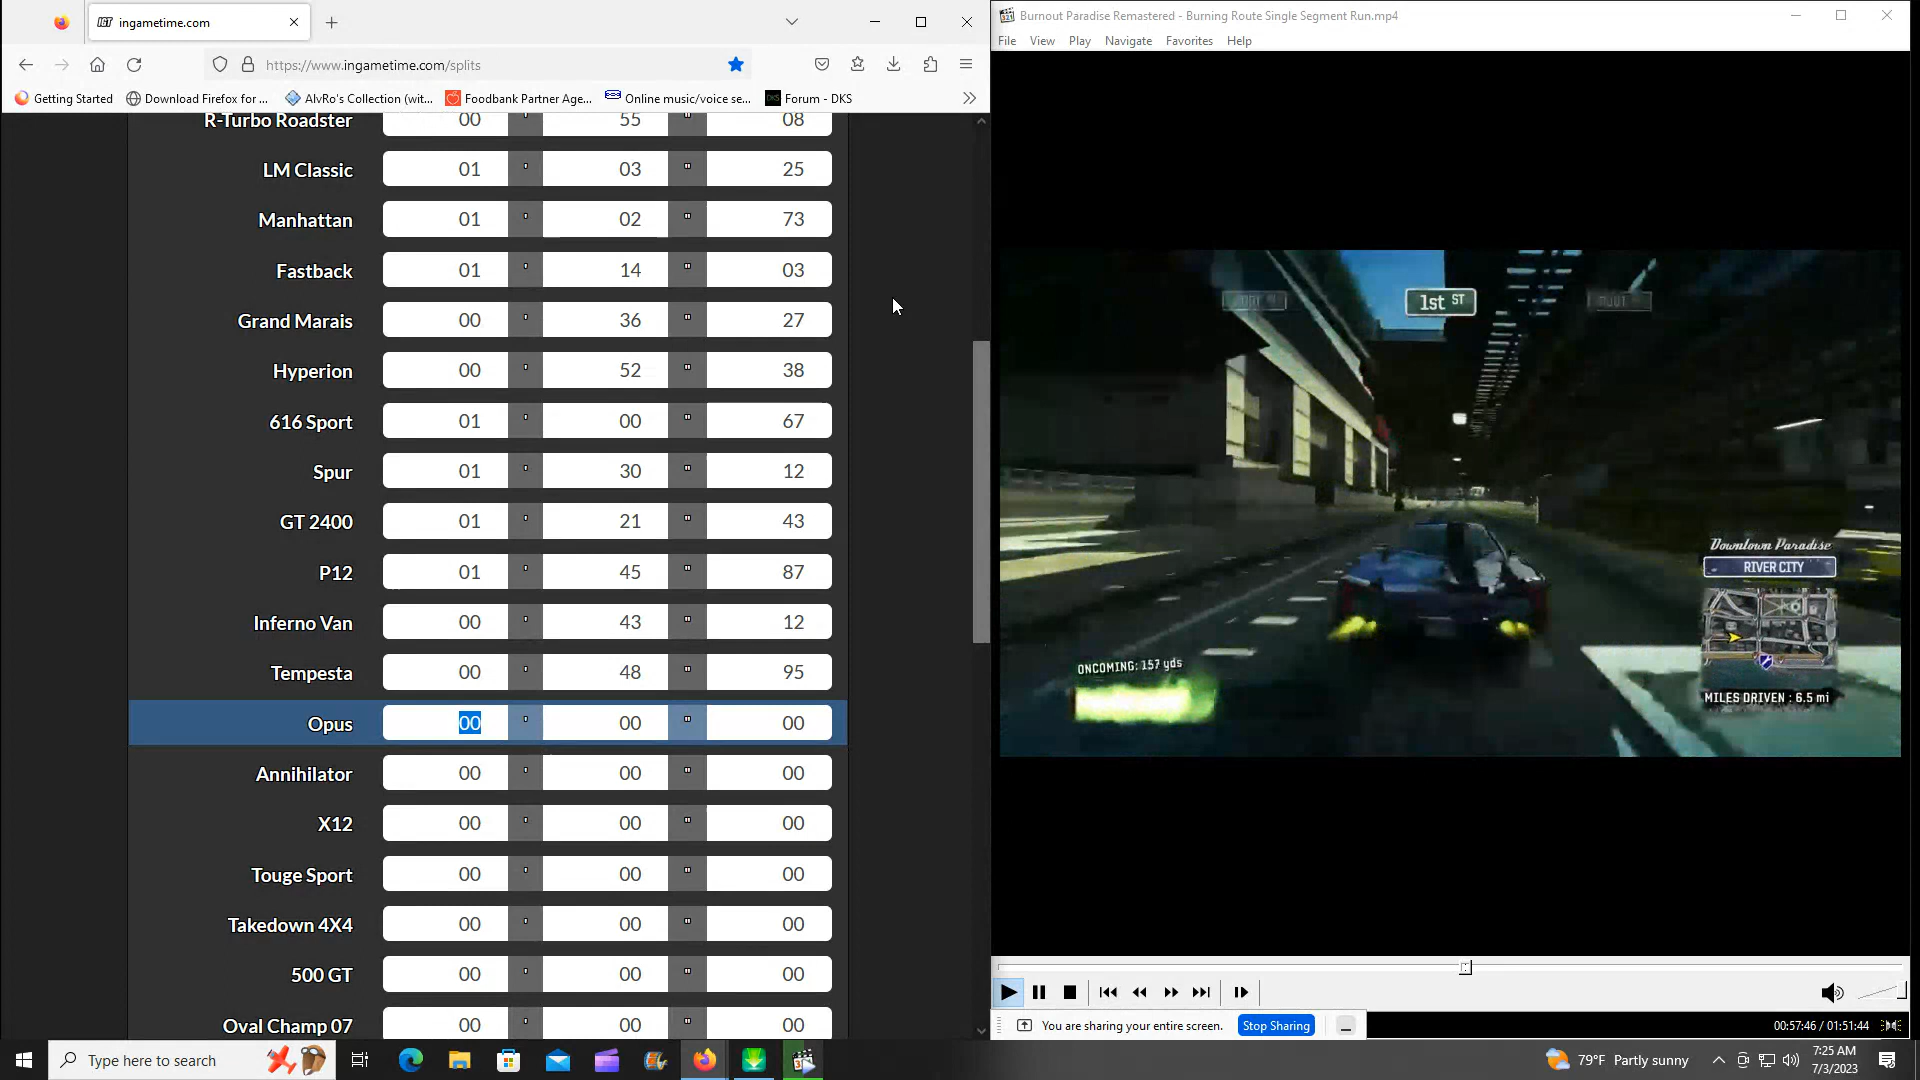 ingametime.com
https://www.ingametime.com/splits
Getting Started
Download Firefox for ...
AlvRo's Collection (wit...
Foodbank Partner Age...
Online music/voice se...
Forum - DKS
R-Turbo Roadster 00 ' 55 " 08
LM Classic 01 ' 03 " 25
Manhattan 01 ' 02 " 73
Fastback 01 ' 14 " 03
Grand Marais 00 ' 36 " 27
Hyperion 00 ' 52 " 38
616 Sport 01 ' 00 " 67
Spur 01 ' 30 " 12
GT 2400 01 ' 21 " 43
P12 01 ' 45 " 87
Inferno Van 00 ' 43 " 12
Tempesta 00 ' 48 " 95
Opus 00 ' 00 " 00
Annihilator 00 ' 00 " 00
X12 00 ' 00 " 00
Touge Sport 00 ' 00 " 00
Takedown 4X4 00 ' 00 " 00
500 GT 00 ' 00 " 00
Oval Champ 07 00 ' 00 " 00
Burnout Paradise Remastered - Burning Route Single Segment Run.mp4
File View Play Navigate Favorites Help
1st ST
Downtown Paradise
RIVER CITY
ONCOMING: 157 yds
MILES DRIVEN : 6.5 mi
You are sharing your entire screen. Stop Sharing
00:57:46 / 01:51:44
Type here to search
79°F Partly sunny
7:25 AM
7/3/2023